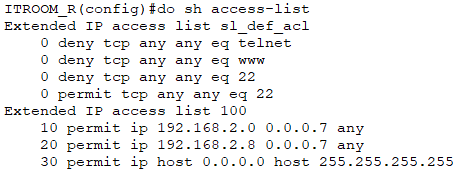 ITROOM_R(config)#do sh access-list
Extended IP access list sl_def_acl
    0 deny tcp any any eq telnet
    0 deny tcp any any eq www
    0 deny tcp any any eq 22
    0 permit tcp any any eq 22
Extended IP access list 100
    10 permit ip 192.168.2.0 0.0.0.7 any
    20 permit ip 192.168.2.8 0.0.0.7 any
    30 permit ip host 0.0.0.0 host 255.255.255.255